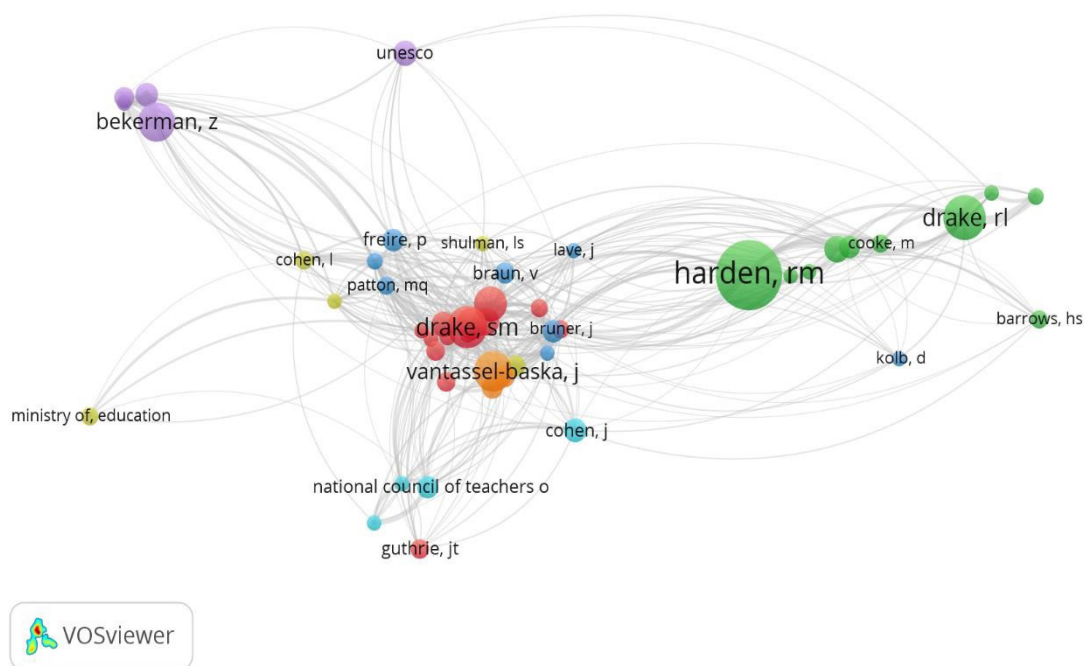 unesco
bekerman, z
drake, rl
freire, p
shulman, ls
lave, j
cooke, m
cohen, l
braun, v
harden, rm
patton, mq
barrows, hs
drake, sm
bruner, j
kolb, d
vantassel-baska, j
ministry of, education
cohen, j
national council of teachers o
guthrie, jt
VOSviewer